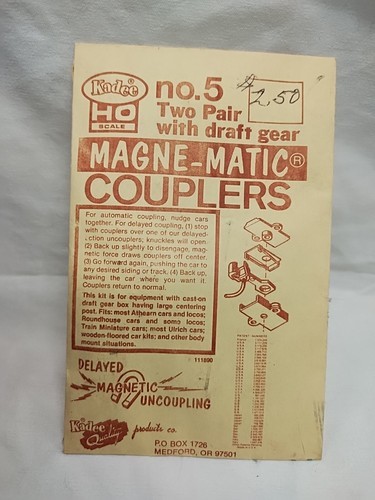 Kadee®
HO
SCALE
no. 5
$2.50
Two Pair
with draft gear
MAGNE-MATIC®
COUPLERS
For automatic coupling, nudge cars
together. For delayed coupling, (1) stop
with couplers over one of our delayed-
action uncouplers; knuckles will open.
(2) Back up slightly to disengage, mag-
netic force draws couplers off center.
(3) Go forward again, pushing the car to
any desired siding or track. (4) Back up,
leaving the car where you want it.
Couplers return to normal.
This kit is for equipment with cast-on
draft gear box having large centering
post. Fits: most Athearn cars and locos;
Roundhouse cars and some locos;
Train Miniature cars; most Ulrich cars;
wooden-floored car kits; and other body
mount situations.
111890
DELAYED
MAGNETIC
UNCOUPLING
Kadee
Quality
products co.
P.O BOX 1726
MEDFORD, OR 97501